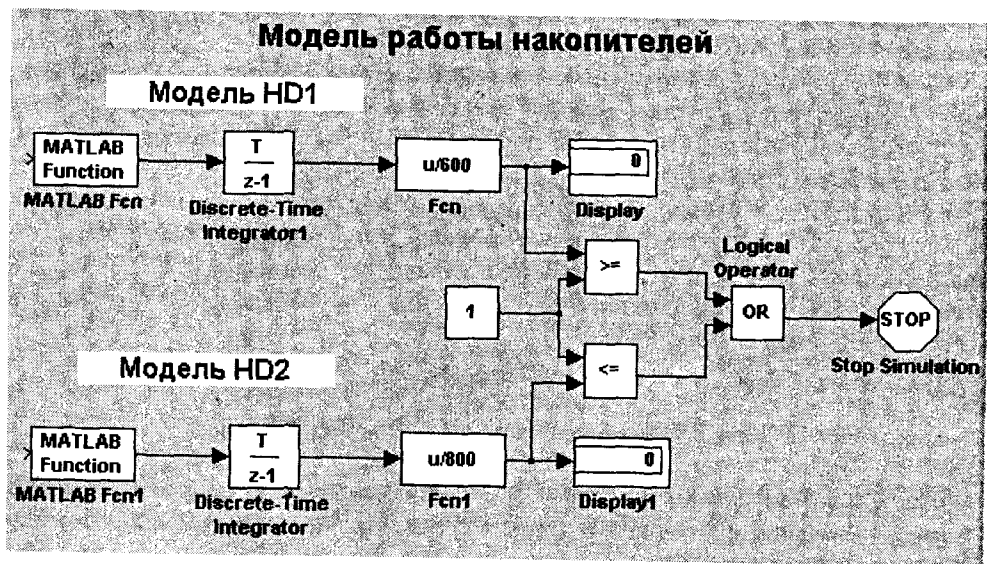 Модель работы накопителей
Модель HD1
MATLAB
Function
MATLAB Fcn
T
z-1
Discrete-Time
Integrator1
u/600
Fcn
0
Display
>=
Logical
Operator
1
OR
STOP
Stop Simulation
<=
Модель HD2
MATLAB
Function
MATLAB Fcn1
T
z-1
Discrete-Time
Integrator
u/800
Fcn1
0
Display1